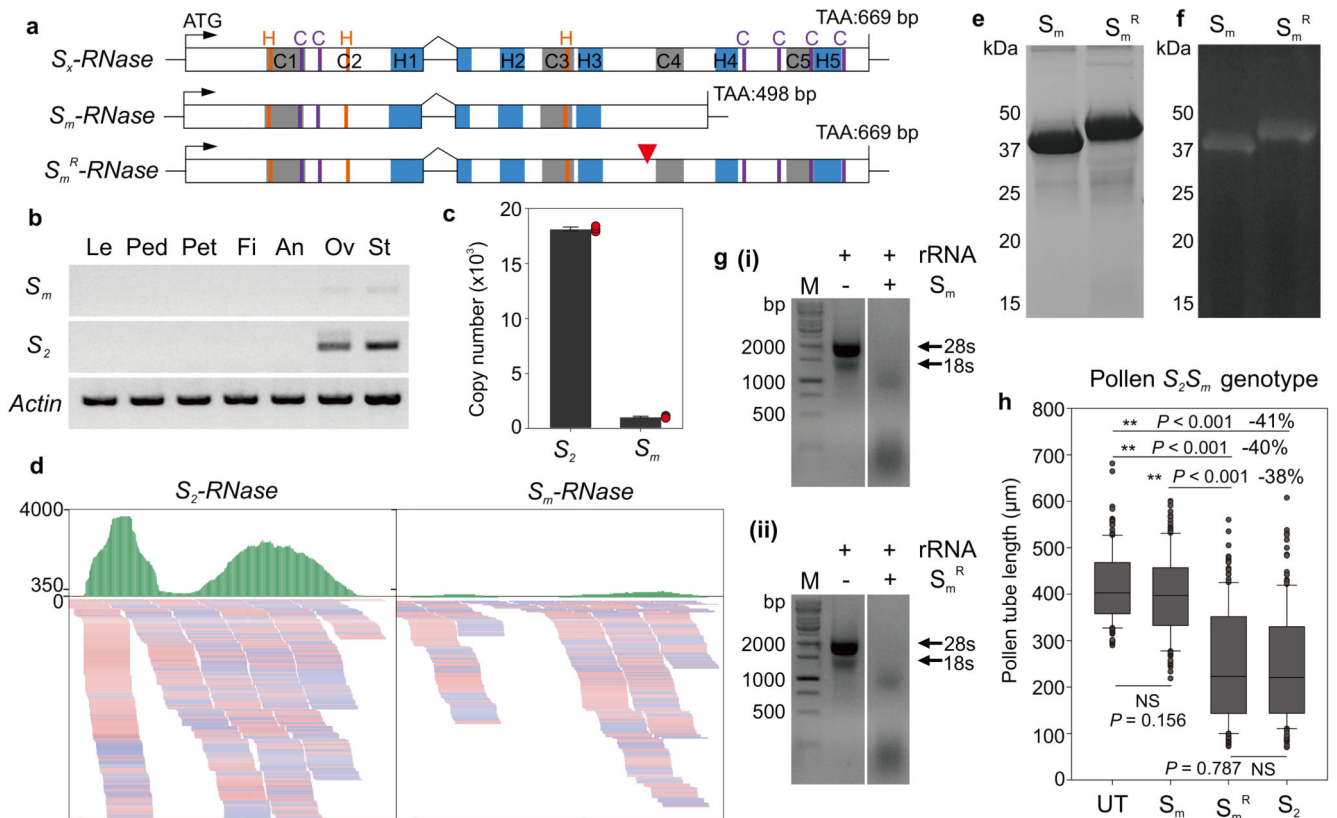 a
ATG
TAA:669 bp
H C C H H C C C C
Sx-RNase
C1 C2 H1 H2 C3 H3 C4 H4 C5 H5
Sm-RNase
TAA:498 bp
TAA:669 bp
SmR-RNase
b
Le Ped Pet Fi An Ov St
Sm
S2
Actin
c
Copy number (x10³)
20
15
10
5
0
S2 Sm
d
S2-RNase Sm-RNase
4000
350
0
e
Sm SmR
kDa
50
37
25
20
15
f
Sm SmR
kDa
50
37
25
20
15
g (i)
+ + rRNA
M - + Sm
bp
2000
1000
500
28s
18s
(ii)
+ + rRNA
M - + SmR
bp
2000
1000
500
28s
18s
h
Pollen S2Sm genotype
Pollen tube length (µm)
800
700
600
500
400
300
200
100
0
** P < 0.001 -41%
** P < 0.001 -40%
** P < 0.001 -38%
NS
P = 0.156
P = 0.787 NS
UT Sm SmR S2